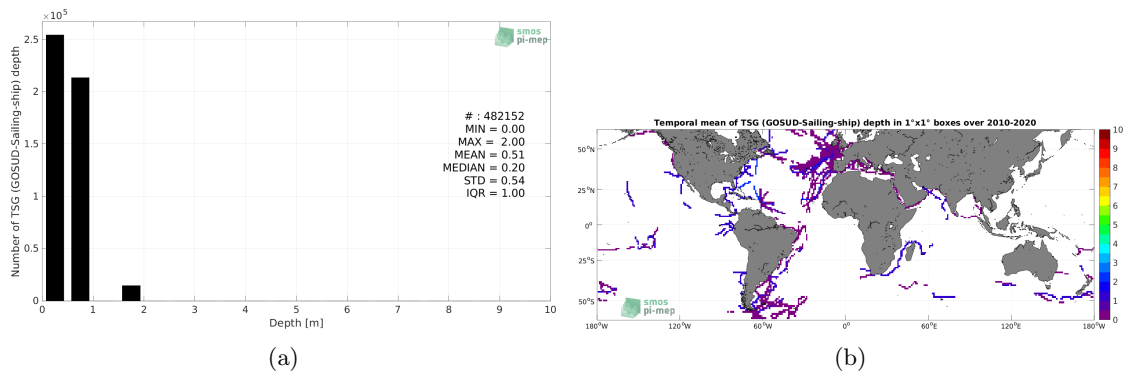 ×10⁵
2.5
2
1.5
1
0.5
0
Number of TSG (GOSUD-Sailing-ship) depth
smos
pi-mep
# : 482152
MIN = 0.00
MAX = 2.00
MEAN = 0.51
MEDIAN = 0.20
STD = 0.54
IQR = 1.00
0 1 2 3 4 5 6 7 8 9 10
Depth [m]
(a)
Temporal mean of TSG (GOSUD-Sailing-ship) depth in 1°x1° boxes over 2010-2020
50°N
25°N
0°
25°S
50°S
smos
pi-mep
180°W 120°W 60°W 0° 60°E 120°E 180°W
10
9
8
7
6
5
4
3
2
1
0
(b)